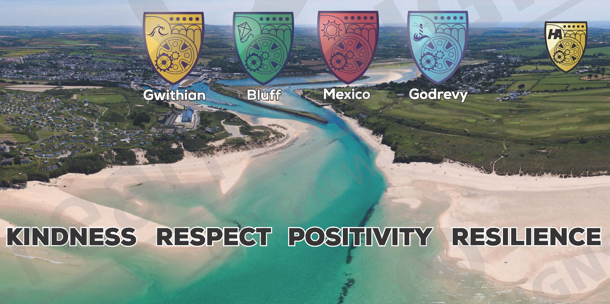 HA
Gwithian Bluff Mexico Godrevy
KINDNESS RESPECT POSITIVITY RESILIENCE